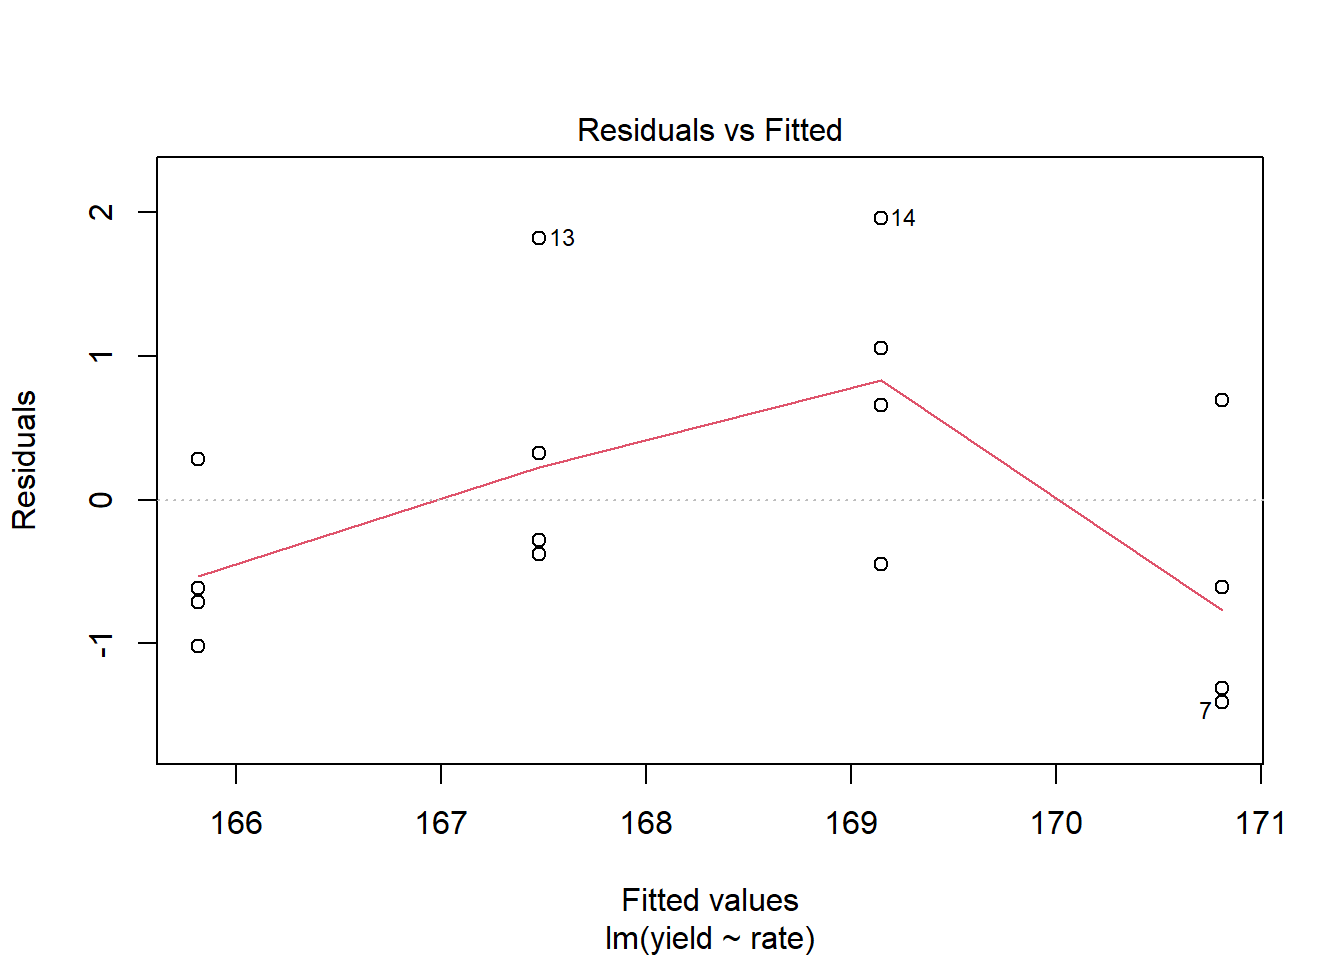 Residuals vs Fitted
Residuals
2
1
0
-1
13
14
7
166 167 168 169 170 171
Fitted values
lm(yield ~ rate)